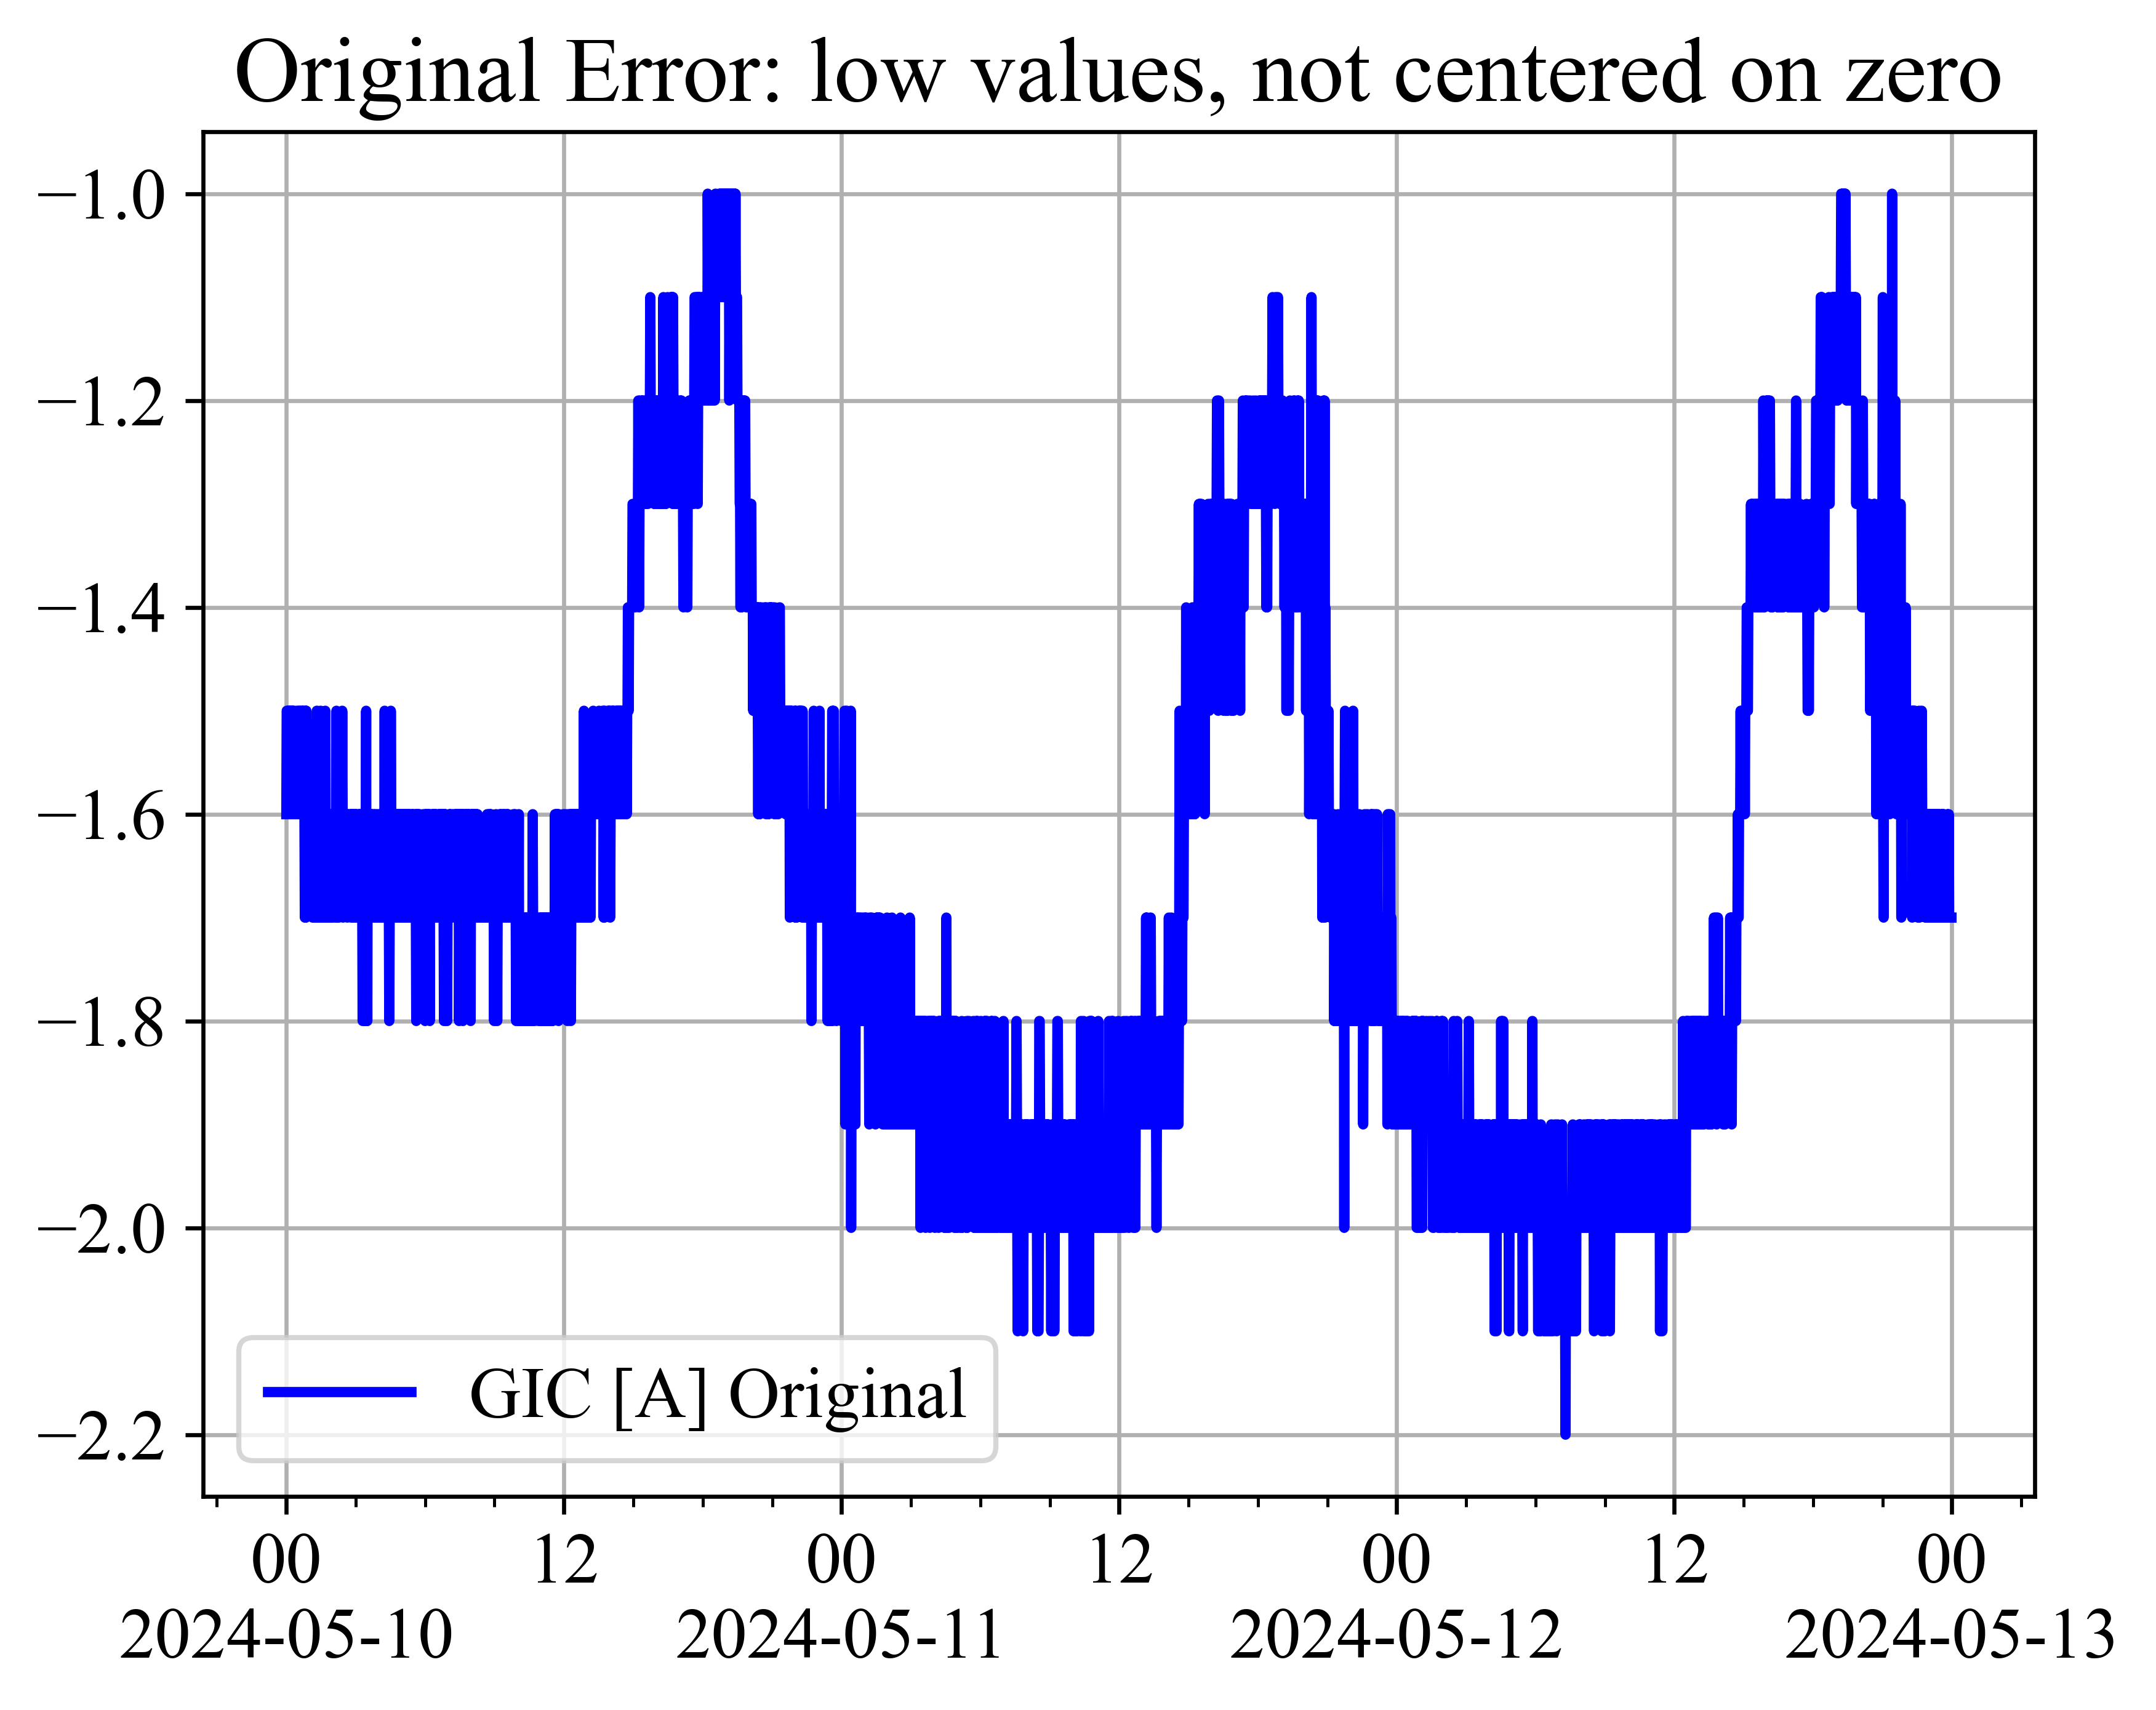 Original Error: low values, not centered on zero
−1.0
−1.2
−1.4
−1.6
−1.8
−2.0
−2.2
GIC [A] Original
00 12 00 12 00 12 00
2024-05-10 2024-05-11 2024-05-12 2024-05-13